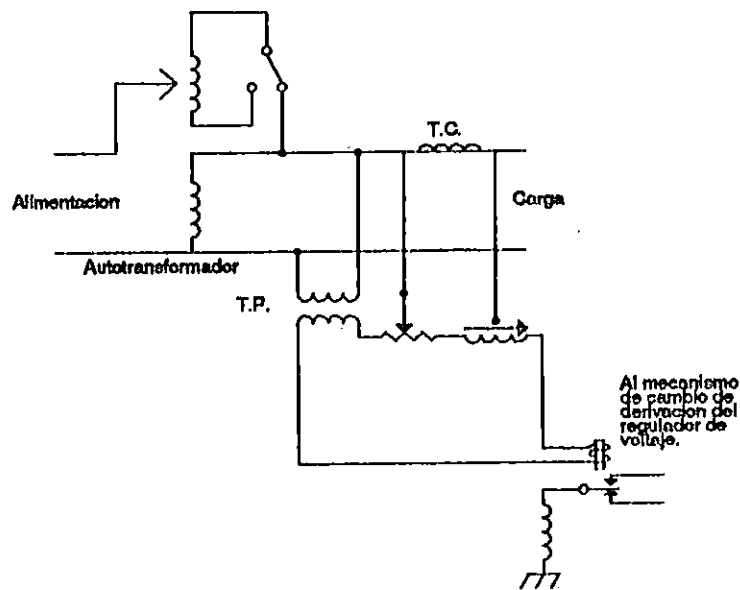 T.C.
Alimentacion
Carga
Autotransformador
T.P.
Al mecanismo
de cambio de
derivacion del
regulador de
voltaje.